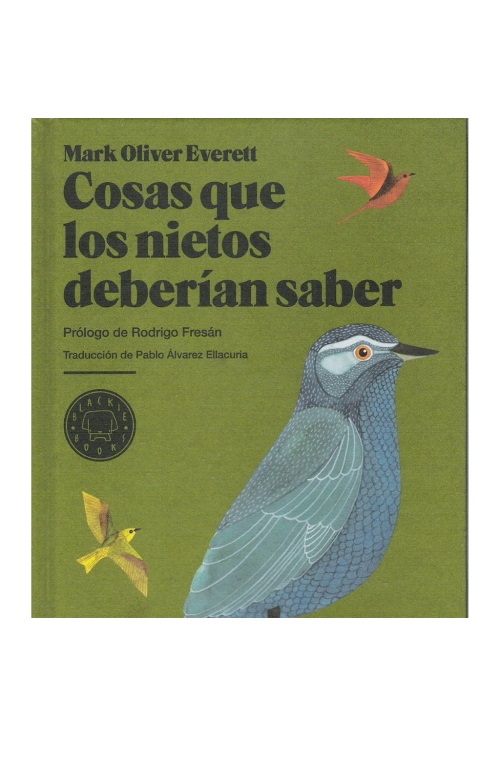 Mark Oliver Everett
Cosas que
los nietos
deberían saber
Prólogo de Rodrigo Fresán
Traducción de Pablo Álvarez Ellacuria
BLACKIE
BOOKS